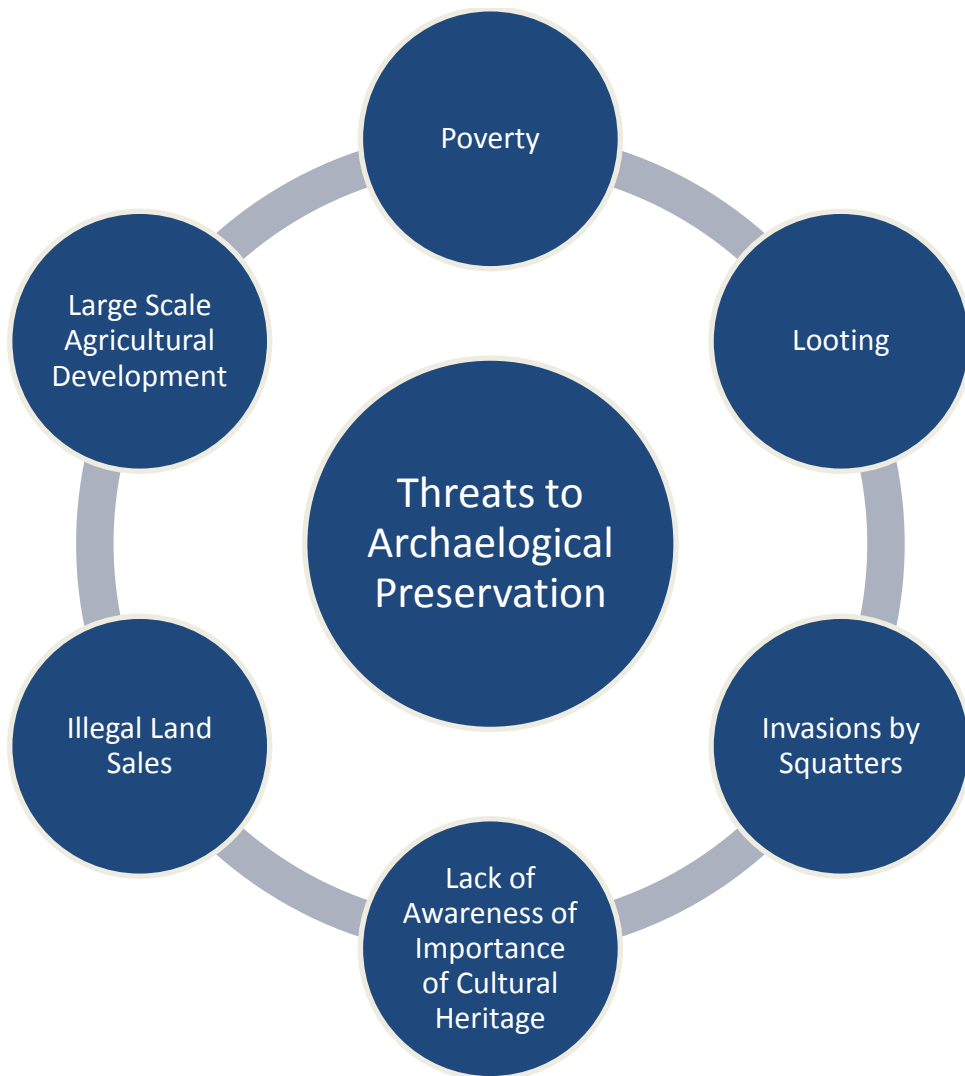 Poverty
Large Scale
Agricultural
Development
Looting
Threats to
Archaelogical
Preservation
Illegal Land
Sales
Invasions by
Squatters
Lack of
Awareness of
Importance
of Cultural
Heritage